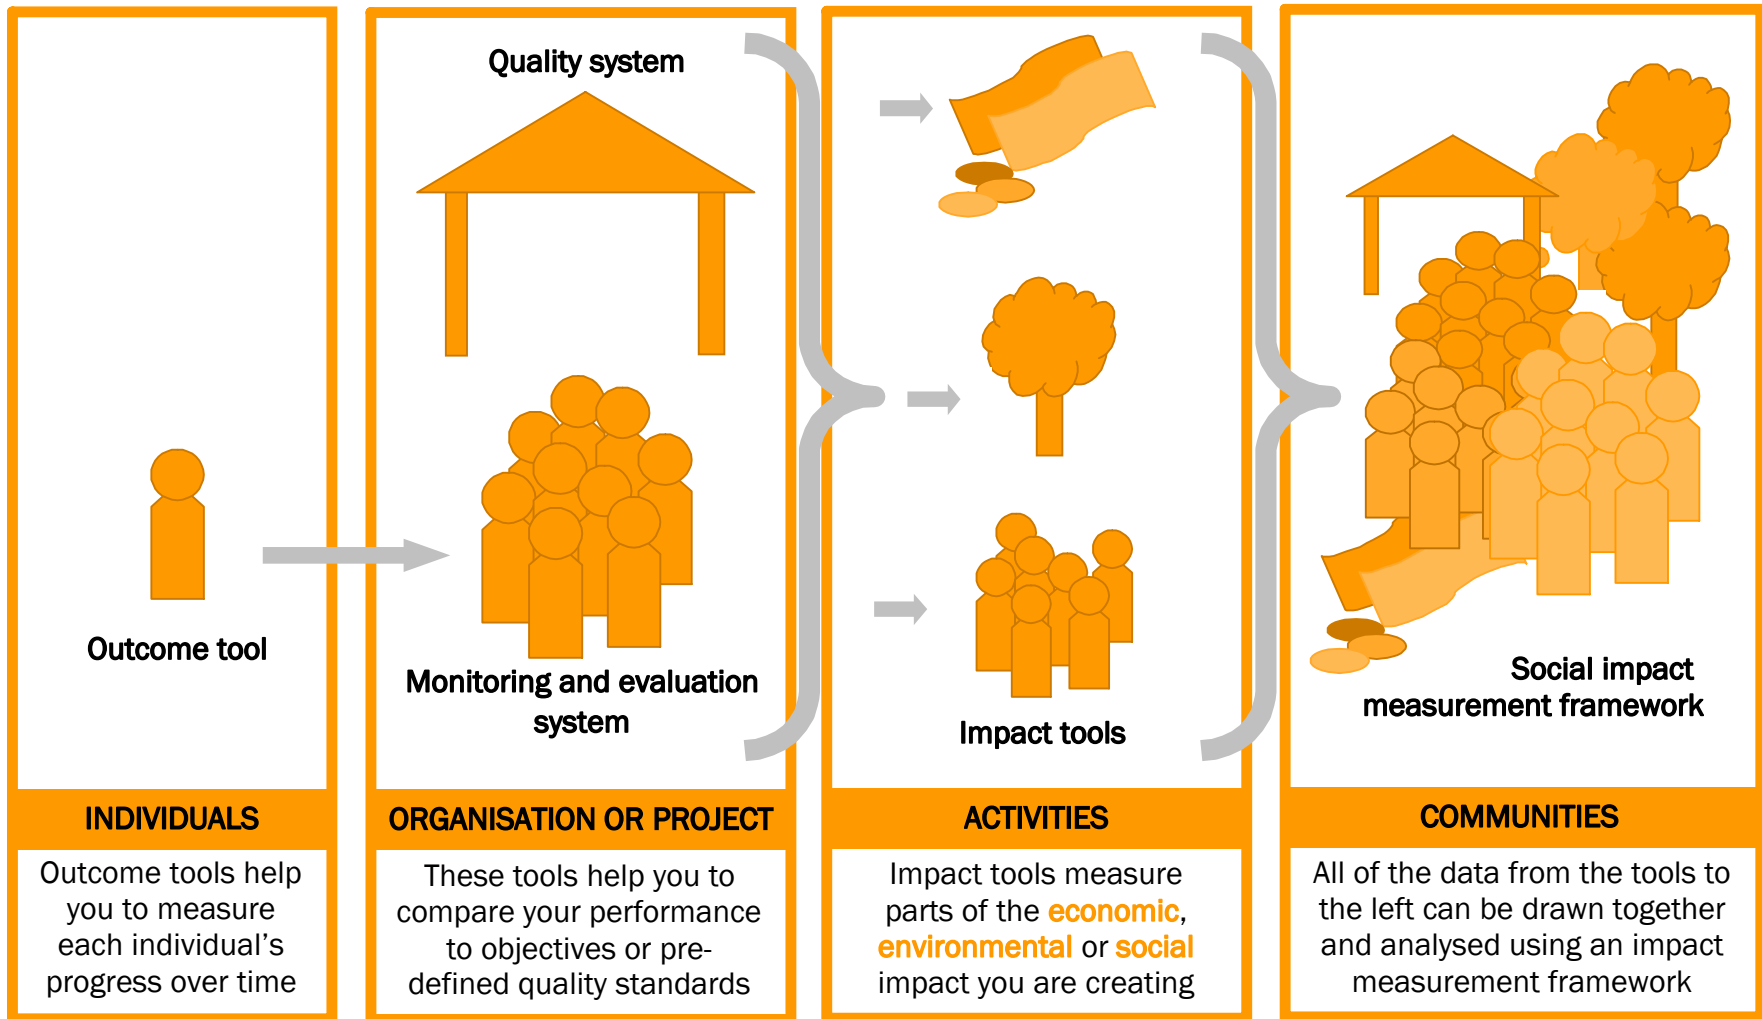 Outcome tool
INDIVIDUALS
Outcome tools help
you to measure
each individual's
progress over time
Quality system
Monitoring and evaluation
system
ORGANISATION OR PROJECT
These tools help you to
compare your performance
to objectives or pre-
defined quality standards
Impact tools
ACTIVITIES
Impact tools measure
parts of the economic,
environmental or social
impact you are creating
Social impact
measurement framework
COMMUNITIES
All of the data from the tools to
the left can be drawn together
and analysed using an impact
measurement framework